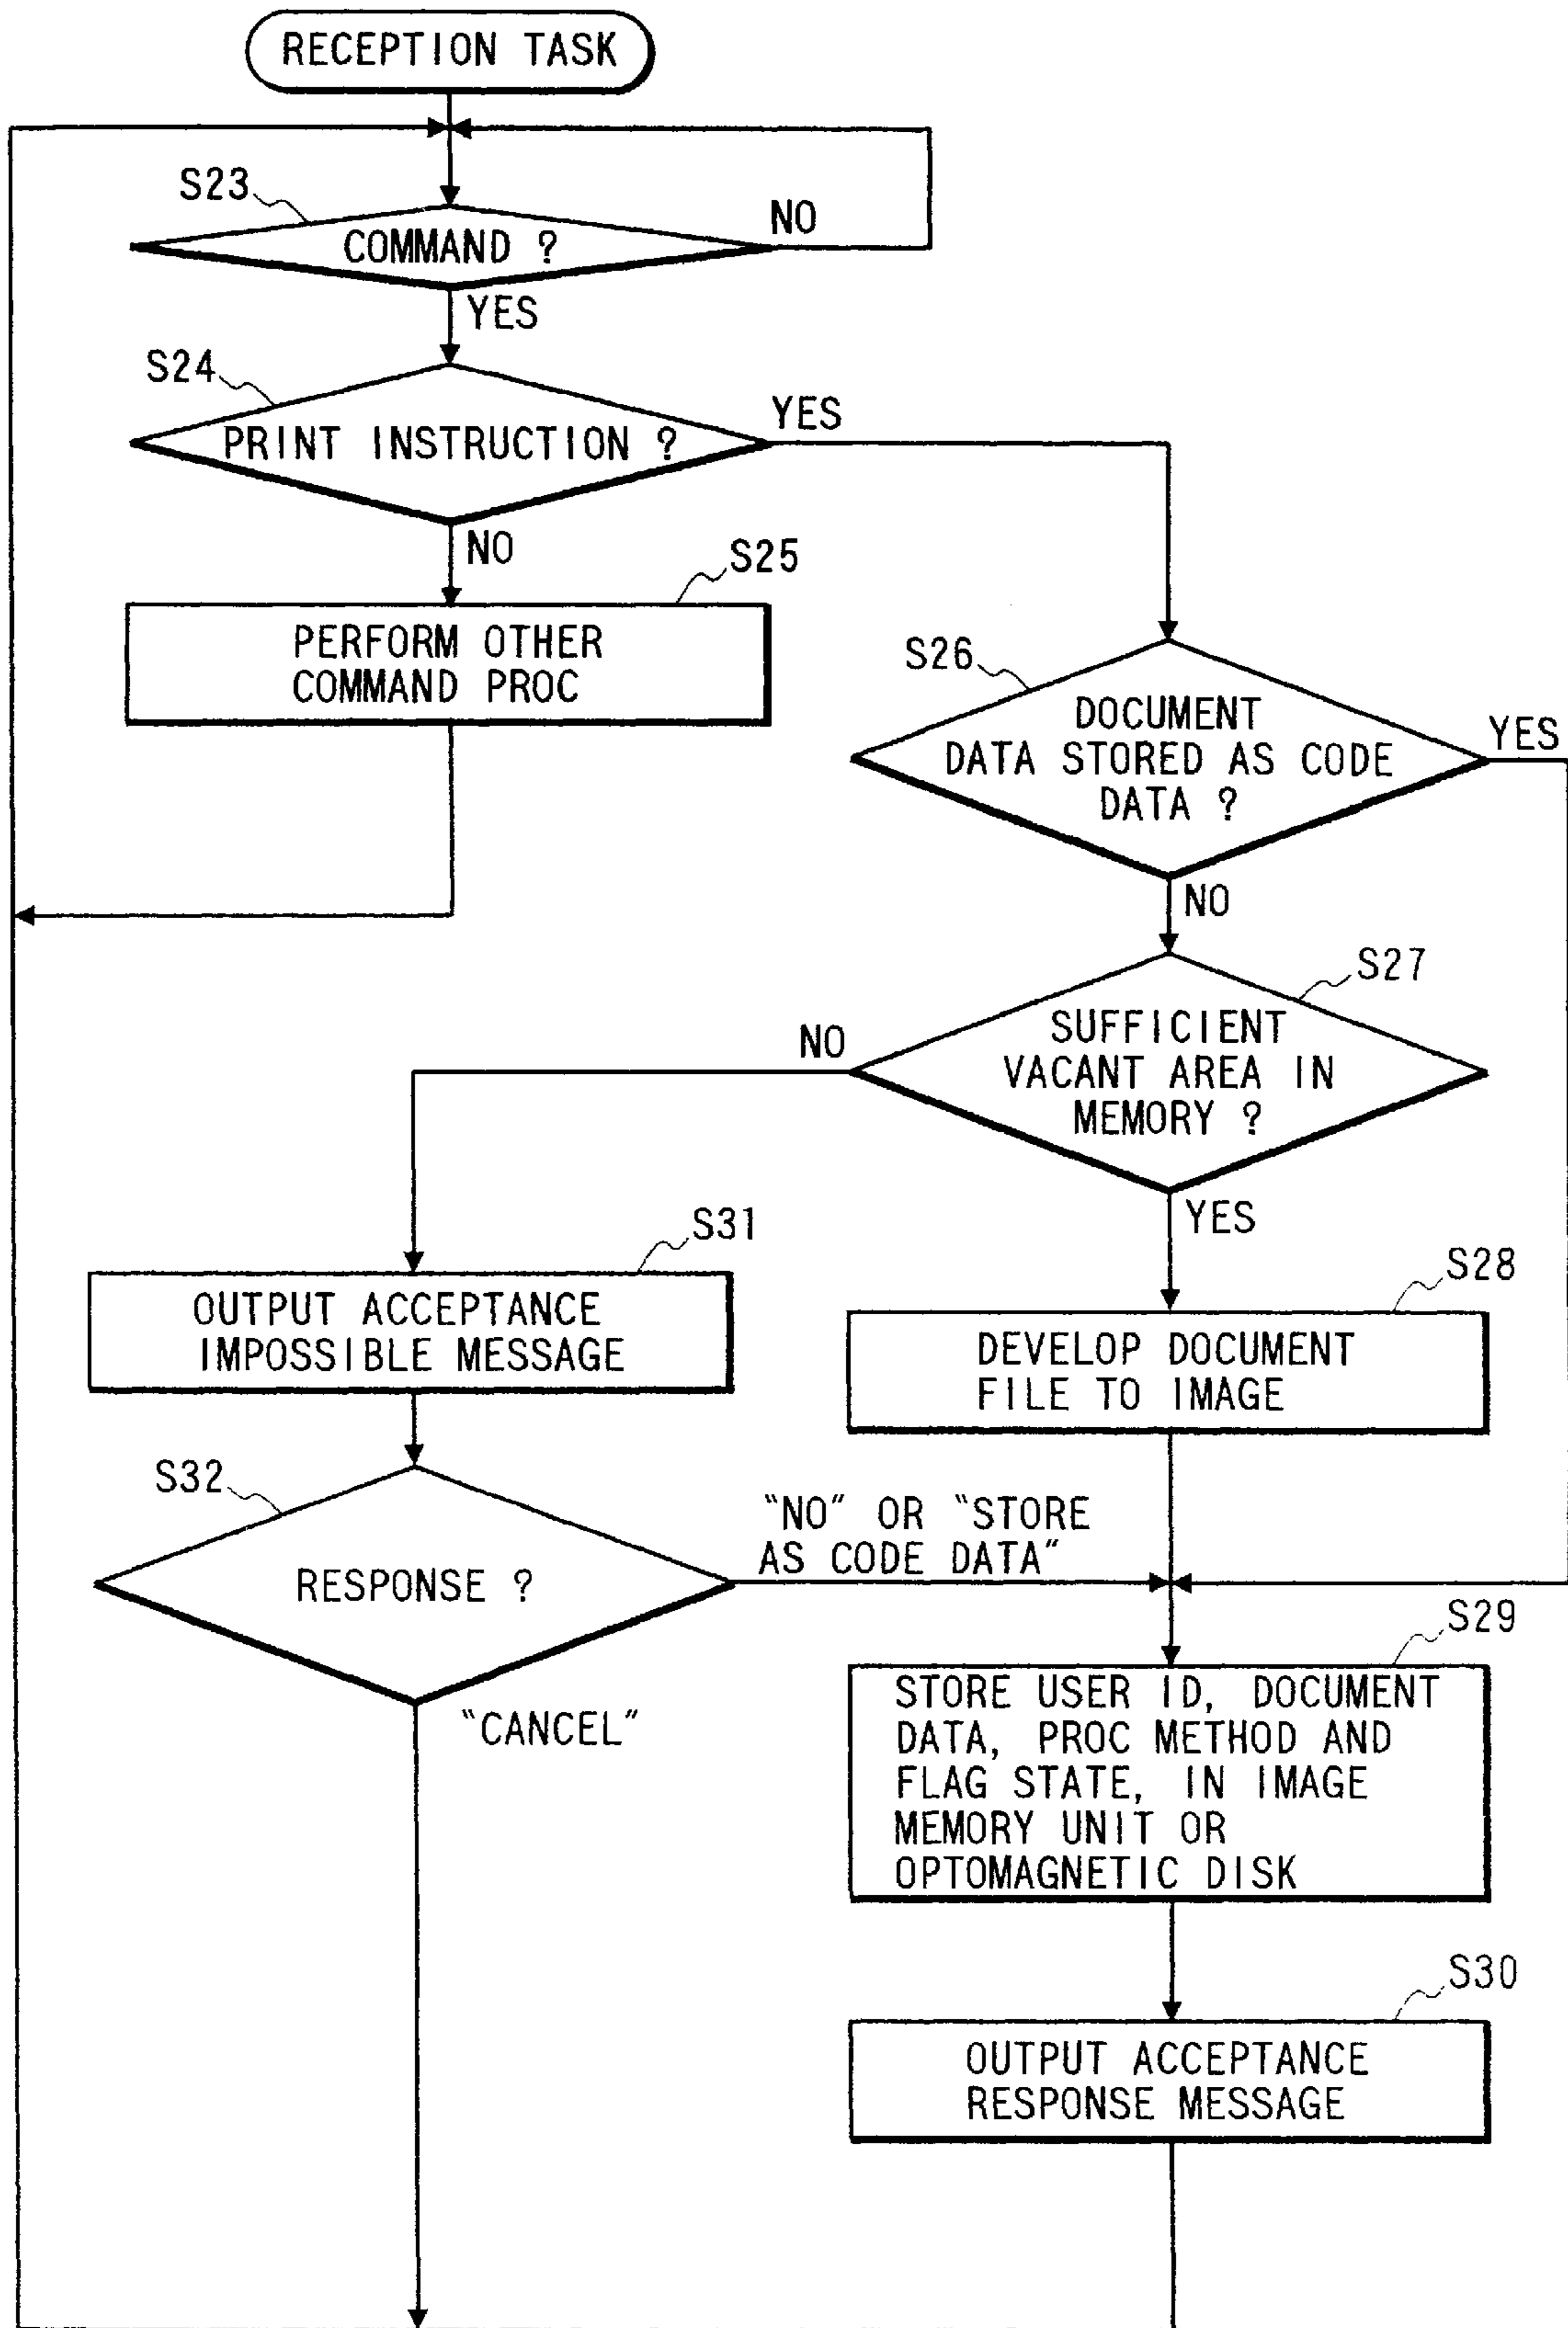 RECEPTION TASK
S23
COMMAND ?
NO
YES
S24
PRINT INSTRUCTION ?
YES
NO
S25
PERFORM OTHER
COMMAND PROC
S26
DOCUMENT
DATA STORED AS CODE
DATA ?
YES
NO
S27
SUFFICIENT
VACANT AREA IN
MEMORY ?
NO
YES
S31
OUTPUT ACCEPTANCE
IMPOSSIBLE MESSAGE
S28
DEVELOP DOCUMENT
FILE TO IMAGE
S32
RESPONSE ?
"NO" OR "STORE
AS CODE DATA"
"CANCEL"
S29
STORE USER ID, DOCUMENT
DATA, PROC METHOD AND
FLAG STATE, IN IMAGE
MEMORY UNIT OR
OPTOMAGNETIC DISK
S30
OUTPUT ACCEPTANCE
RESPONSE MESSAGE